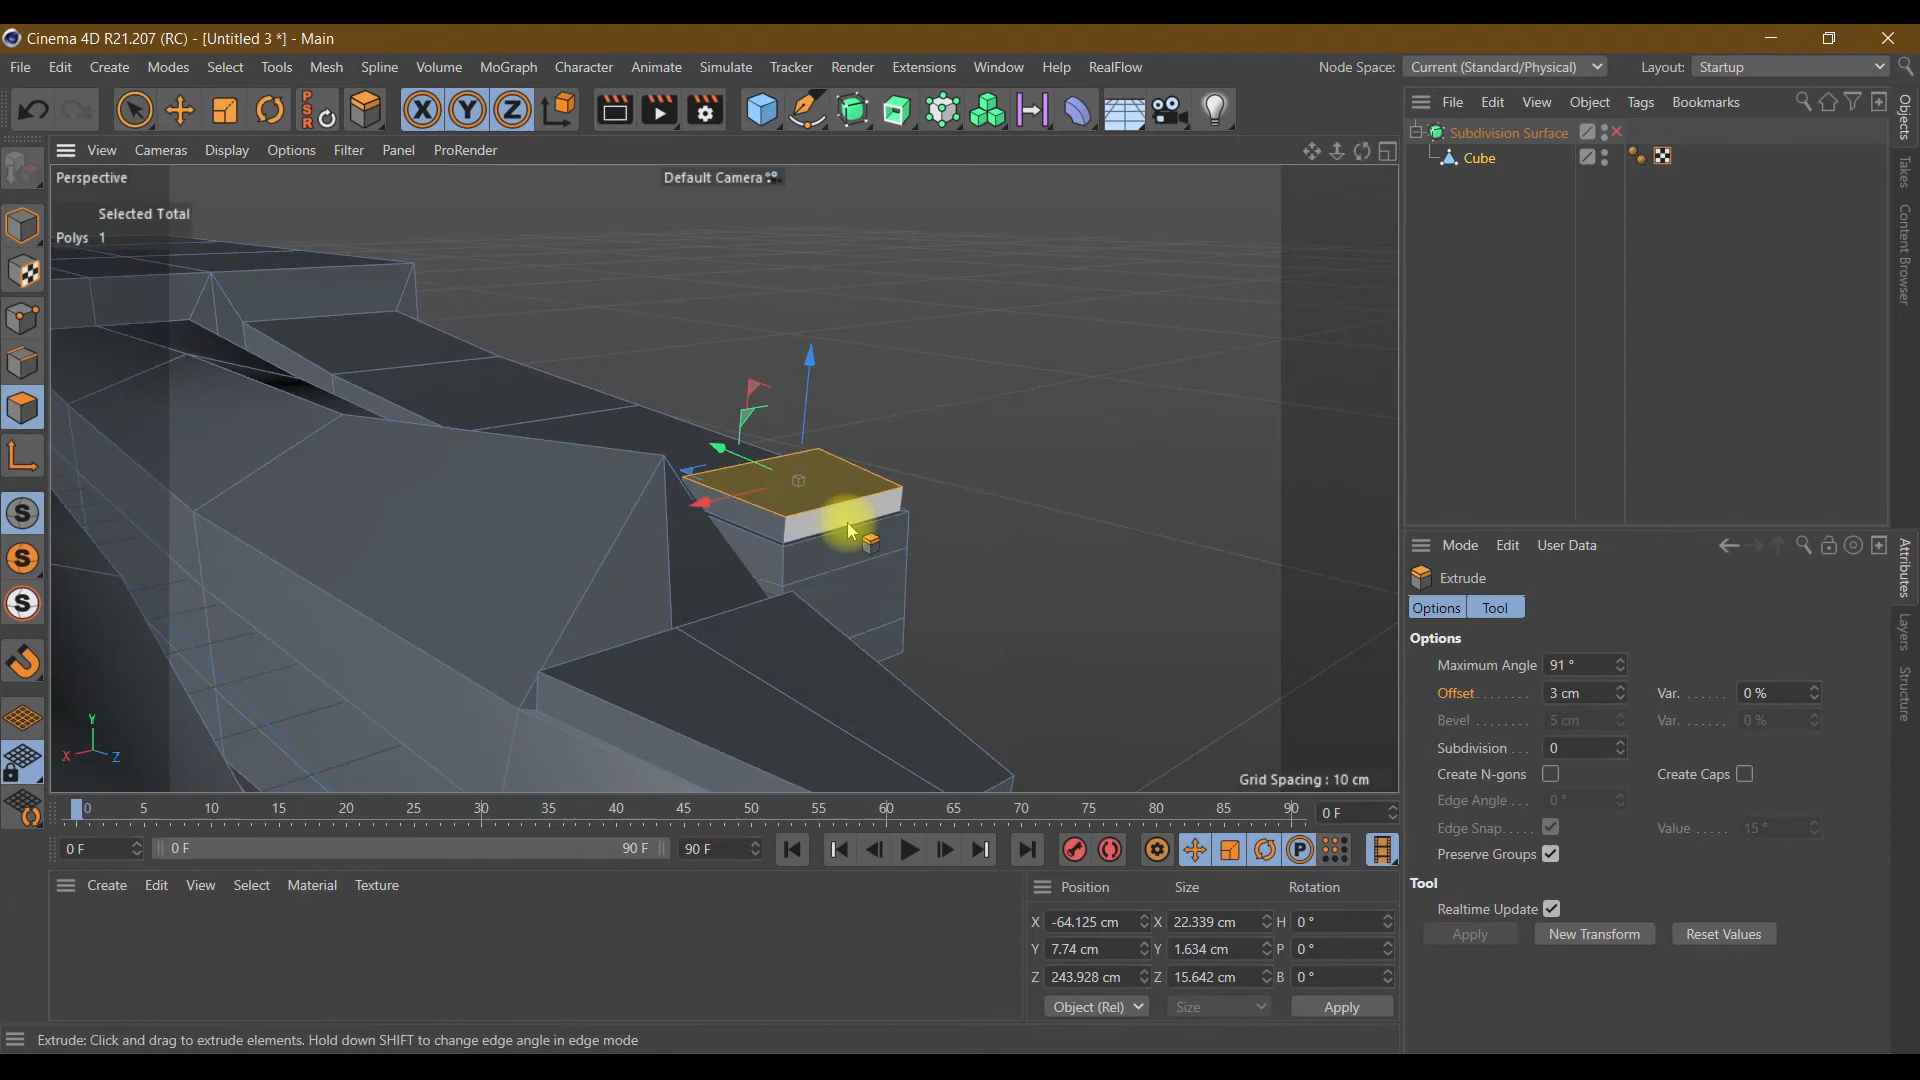 Cinema 4D R21.207 (RC) - [Untitled 3 *] - Main
File Edit Create Modes Select Tools Mesh Spline Volume MoGraph Character Animate Simulate Tracker Render Extensions Window Help RealFlow Node Space: Current (Standard/Physical) Layout: Startup
PSR X Y Z
File Edit View Object Tags Bookmarks
View Cameras Display Options Filter Panel ProRender
Subdivision Surface
Cube
Objects
Takes
Content Browser
Perspective
Default Camera
Selected Total
Polys 1
Y
X
Z
Grid Spacing : 10 cm
S
S
S
Mode Edit User Data
Extrude
Options Tool
Options
Maximum Angle 91 °
Offset 3 cm Var. 0 %
Bevel 5 cm Var. 0 %
Subdivision 0
Create N-gons Create Caps
Edge Angle 0 °
Edge Snap Value 15 °
Preserve Groups
Tool
Realtime Update
Apply New Transform Reset Values
Attributes
Layers
Structure
0 5 10 15 20 25 30 35 40 45 50 55 60 65 70 75 80 85 90 0 F
0 F 0 F 90 F 90 F P
Create Edit View Select Material Texture
Position Size Rotation
X -64.125 cm X 22.339 cm H 0 °
Y 7.74 cm Y 1.634 cm P 0 °
Z 243.928 cm Z 15.642 cm B 0 °
Object (Rel) Size Apply
Extrude: Click and drag to extrude elements. Hold down SHIFT to change edge angle in edge mode